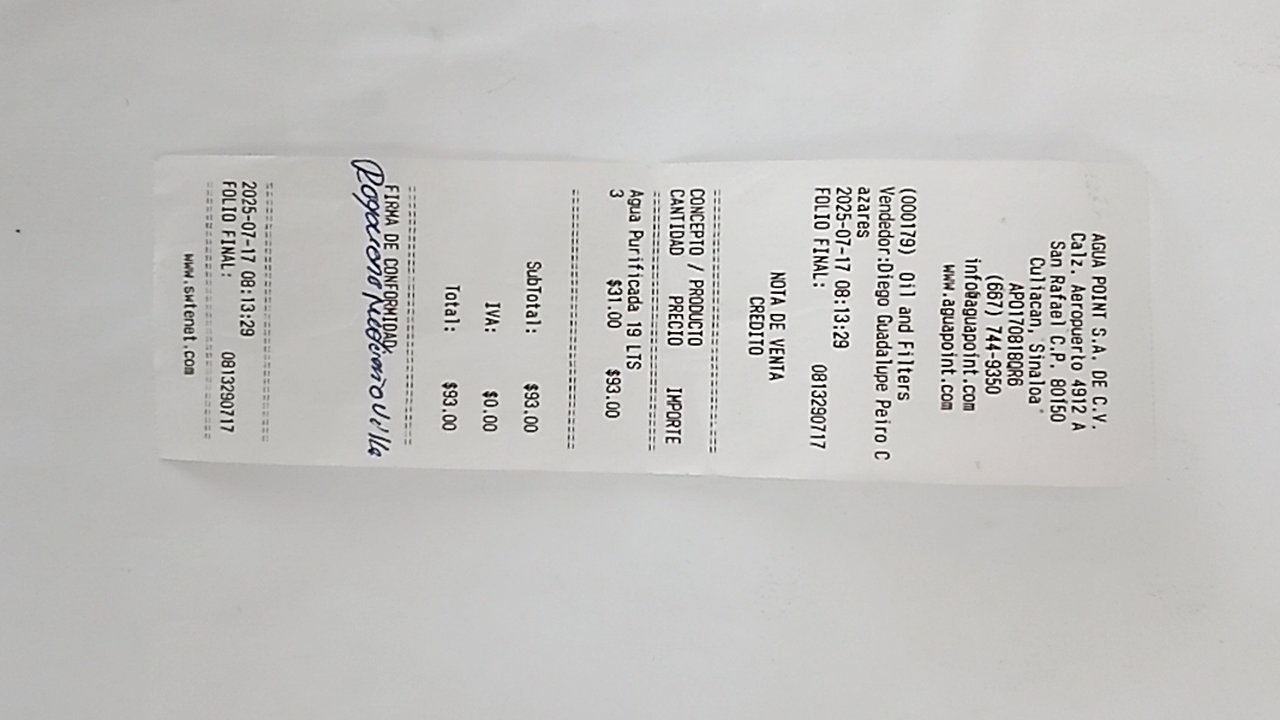 AGUA POINT S.A. DE C.V.
Calz. Aeropuerto 4912 A
San Rafael C.P. 80150
Culiacan, Sinaloa
APO170818QR6
(667) 744-9350
info@aguapoint.com
www.aguapoint.com
(000179) Oil and Filters
Vendedor:Diego Guadalupe Peiro C
azares
2025-07-17 08:13:29
FOLIO FINAL: 0813290717
NOTA DE VENTA
CREDITO
================================
CONCEPTO / PRODUCTO
CANTIDAD PRECIO IMPORTE
================================
Agua Purificada 19 LTS
3 $31.00 $93.00
================================
SubTotal: $93.00
IVA: $0.00
Total: $93.00
================================
FIRMA DE CONFORMIDAD:
================================
2025-07-17 08:13:29
FOLIO FINAL: 0813290717
================================
www.swfenet.com